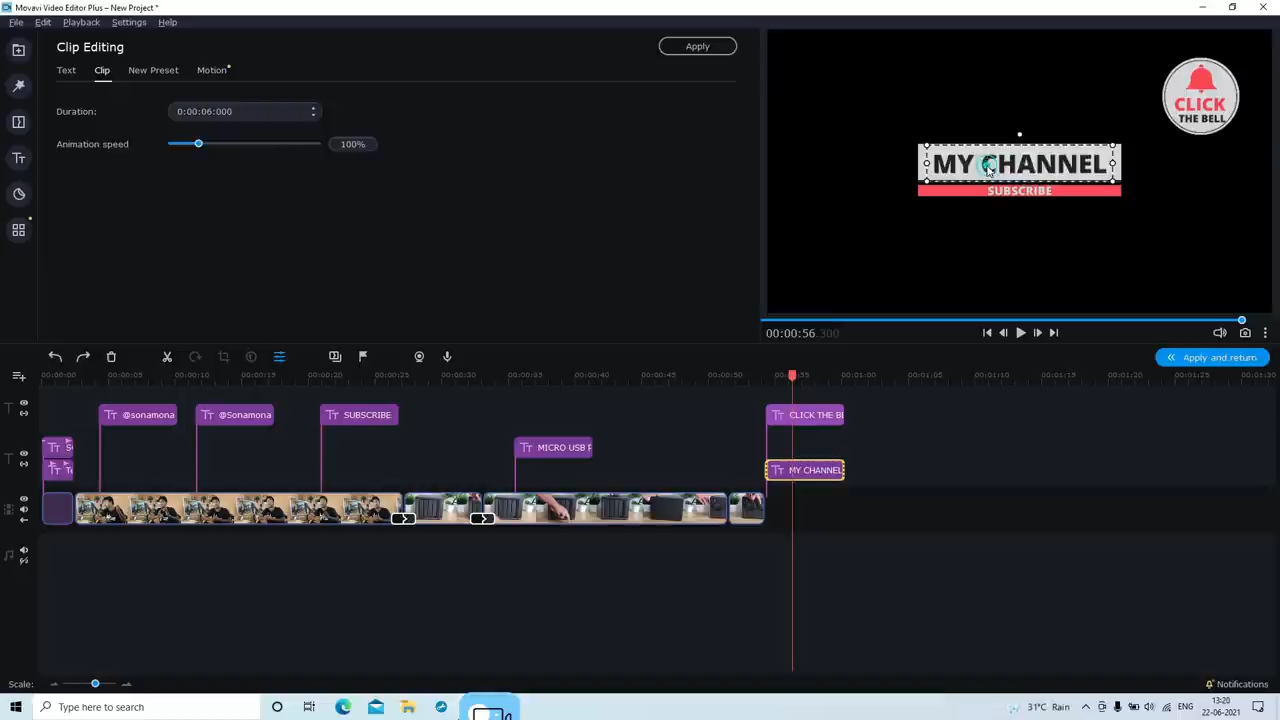 Movavi Video Editor Plus – New Project *
File Edit Playback Settings Help
Clip Editing
Apply
Text Clip New Preset Motion
Duration: 0:00:06:000
Animation speed 100%
CLICK
THE BELL
MY CHANNEL
SUBSCRIBE
00:00:56.300
Apply and return
00:00:00 00:00:05 00:00:10 00:00:15 00:00:20 00:00:25 00:00:30 00:00:35 00:00:40 00:00:45 00:00:50 00:01:00 00:01:05 00:01:10 00:01:15 00:01:20 00:01:25 00:01:30
@sonamona @Sonamona SUBSCRIBE CLICK THE BE
MICRO USB P
MY CHANNEL
Scale:
Notifications
Type here to search
31°C Rain
13:20
22-06-2021